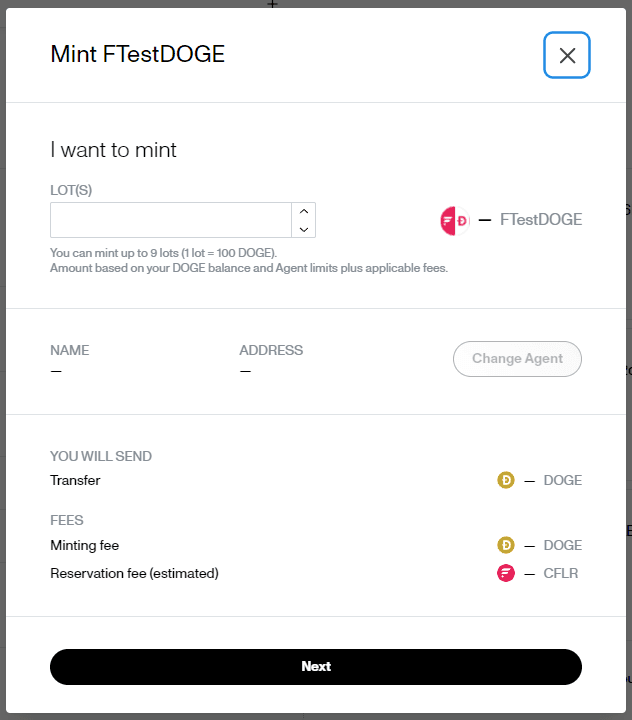 Mint FTestDOGE
I want to mint
LOT(S)
— FTestDOGE
You can mint up to 9 lots (1 lot = 100 DOGE).
Amount based on your DOGE balance and Agent limits plus applicable fees.
NAME
ADDRESS
— —
Change Agent
YOU WILL SEND
Transfer — DOGE
FEES
Minting fee — DOGE
Reservation fee (estimated) — CFLR
Next